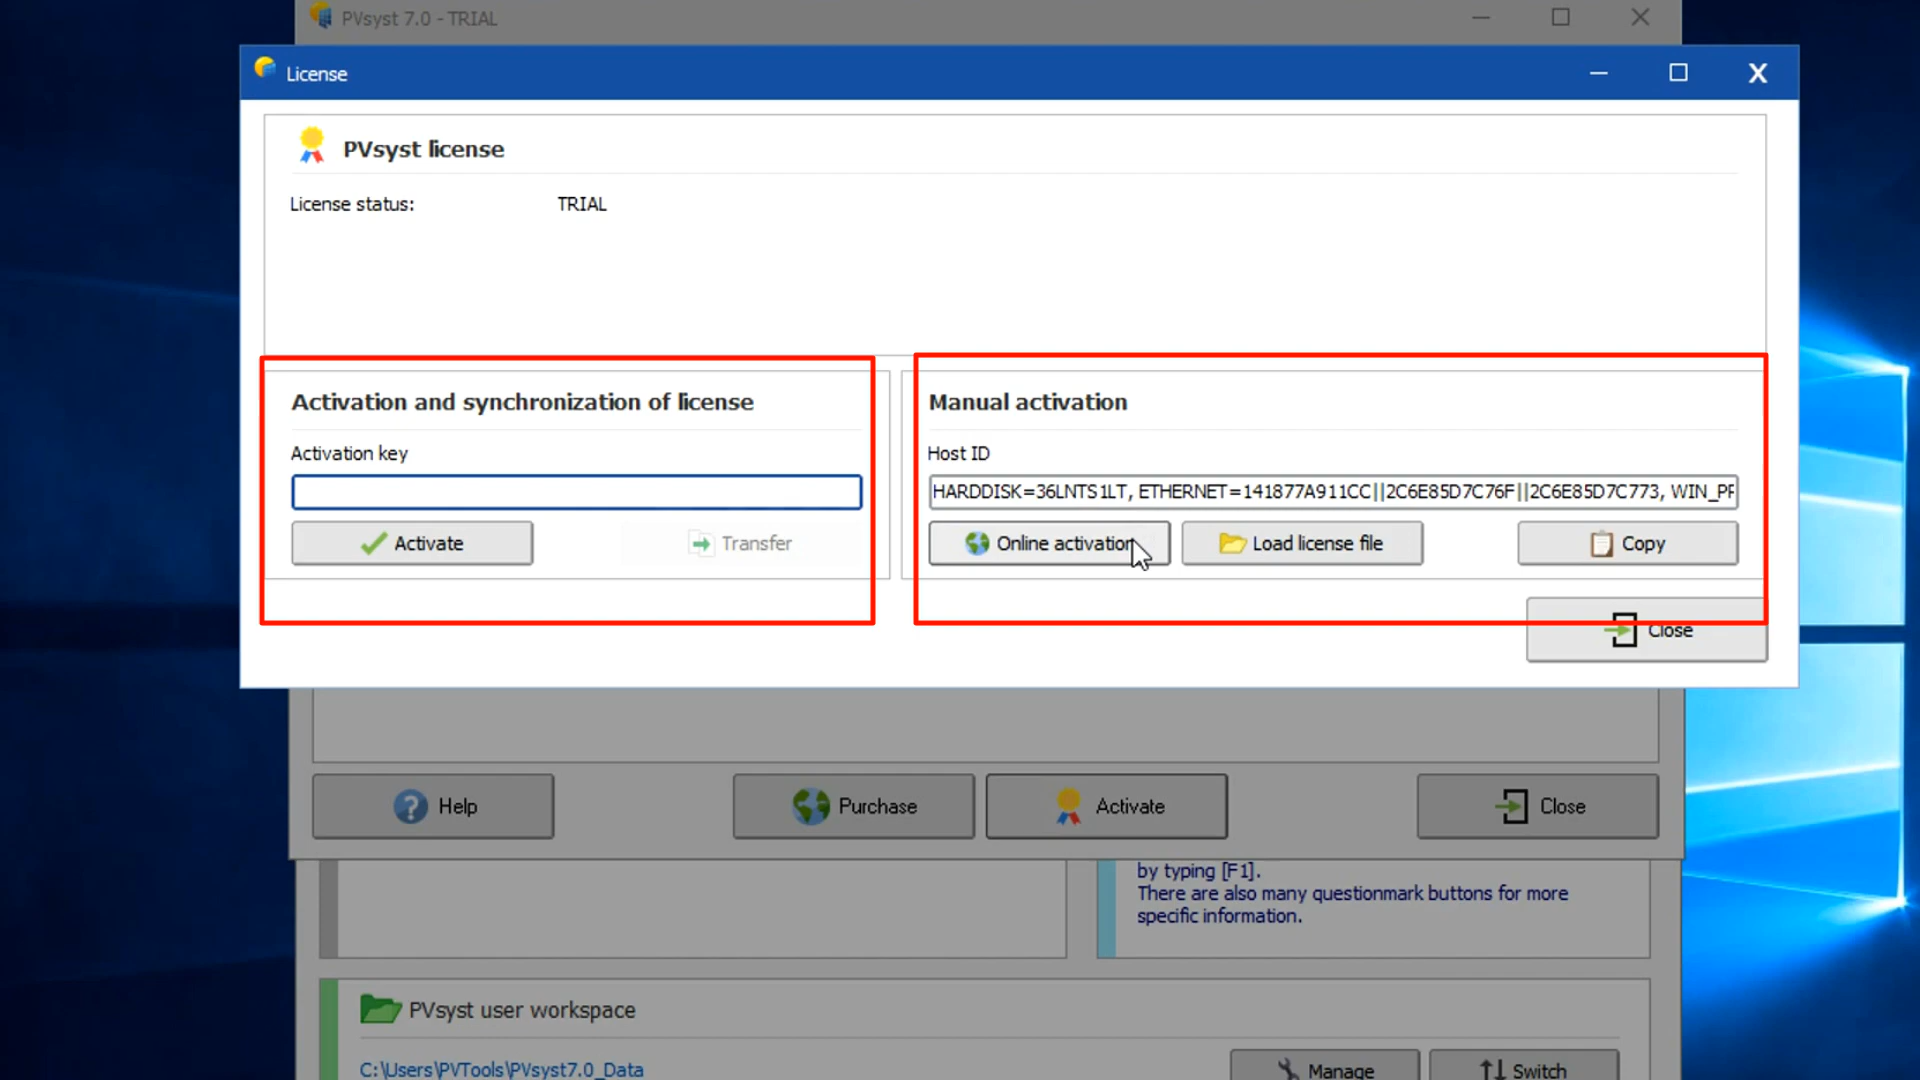 PVsyst 7.0 - TRIAL
License
PVsyst license
License status: TRIAL
Activation and synchronization of license
Activation key
Activate
Transfer
Manual activation
Host ID
HARDDISK=36LNTS1LT, ETHERNET=141877A911CC||2C6E85D7C76F||2C6E85D7C773, WIN_PF
Online activation
Load license file
Copy
Close
Help
Purchase
Activate
Close
by typing [F1].
There are also many questionmark buttons for more
specific information.
PVsyst user workspace
C:\Users\PVTools\PVsyst7.0_Data
Manage
Switch